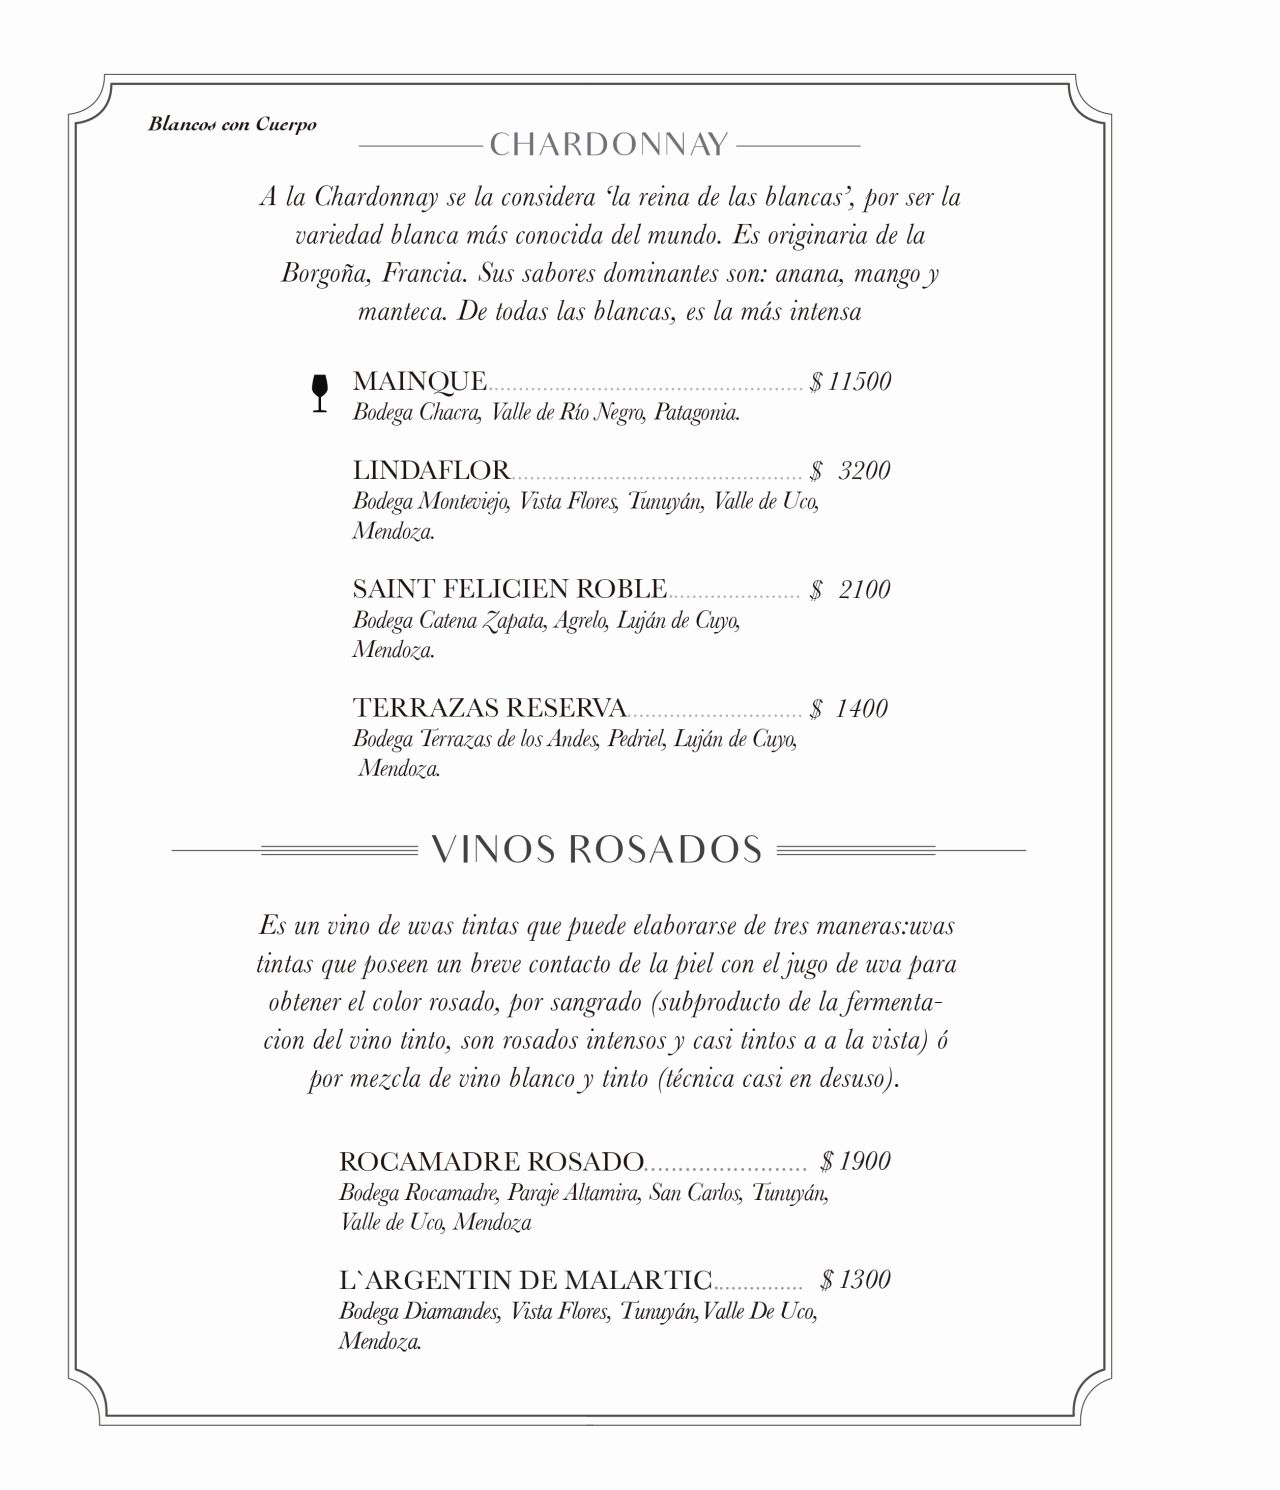 Blancos con Cuerpo
CHARDONNAY
A la Chardonnay se la considera ‘la reina de las blancas’, por ser la
variedad blanca más conocida del mundo. Es originaria de la
Borgoña, Francia. Sus sabores dominantes son: anana, mango y
manteca. De todas las blancas, es la más intensa
MAINQUE.................................................... $ 11500
Bodega Chacra, Valle de Río Negro, Patagonia.
LINDAFLOR................................................ $ 3200
Bodega Monteviejo, Vista Flores, Tunuyán, Valle de Uco,
Mendoza.
SAINT FELICIEN ROBLE...................... $ 2100
Bodega Catena Zapata, Agrelo, Luján de Cuyo,
Mendoza.
TERRAZAS RESERVA............................. $ 1400
Bodega Terrazas de los Andes, Pedriel, Luján de Cuyo,
Mendoza.
VINOS ROSADOS
Es un vino de uvas tintas que puede elaborarse de tres maneras:uvas
tintas que poseen un breve contacto de la piel con el jugo de uva para
obtener el color rosado, por sangrado (subproducto de la fermenta-
cion del vino tinto, son rosados intensos y casi tintos a a la vista) ó
por mezcla de vino blanco y tinto (técnica casi en desuso).
ROCAMADRE ROSADO........................ $ 1900
Bodega Rocamadre, Paraje Altamira, San Carlos, Tunuyán,
Valle de Uco, Mendoza
L`ARGENTIN DE MALARTIC.............. $ 1300
Bodega Diamandes, Vista Flores, Tunuyán,Valle De Uco,
Mendoza.